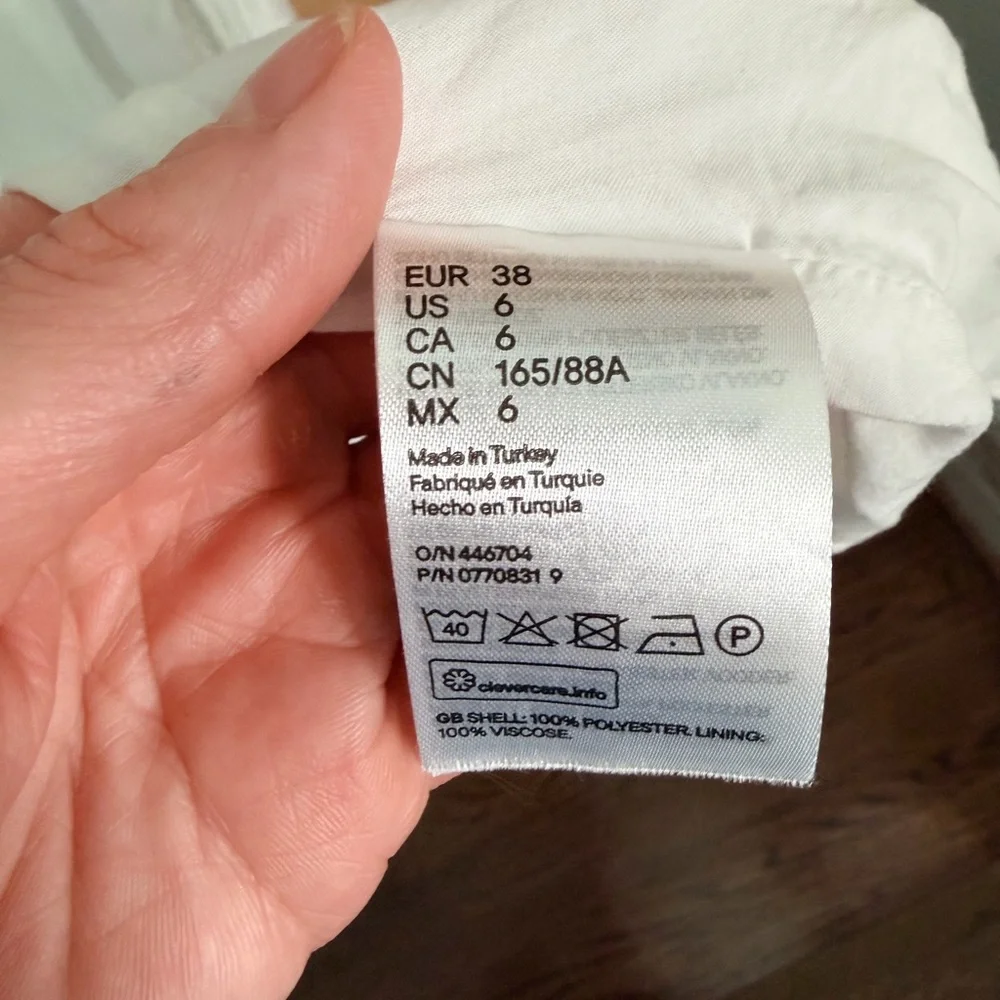 EUR 38
US 6
CA 6
CN 165/88A
MX 6
Made in Turkey
Fabriqué en Turquie
Hecho en Turquía
O/N 446704
P/N 0770831 9
40
P
clevercare.info
GB SHELL: 100% POLYESTER. LINING:
100% VISCOSE.